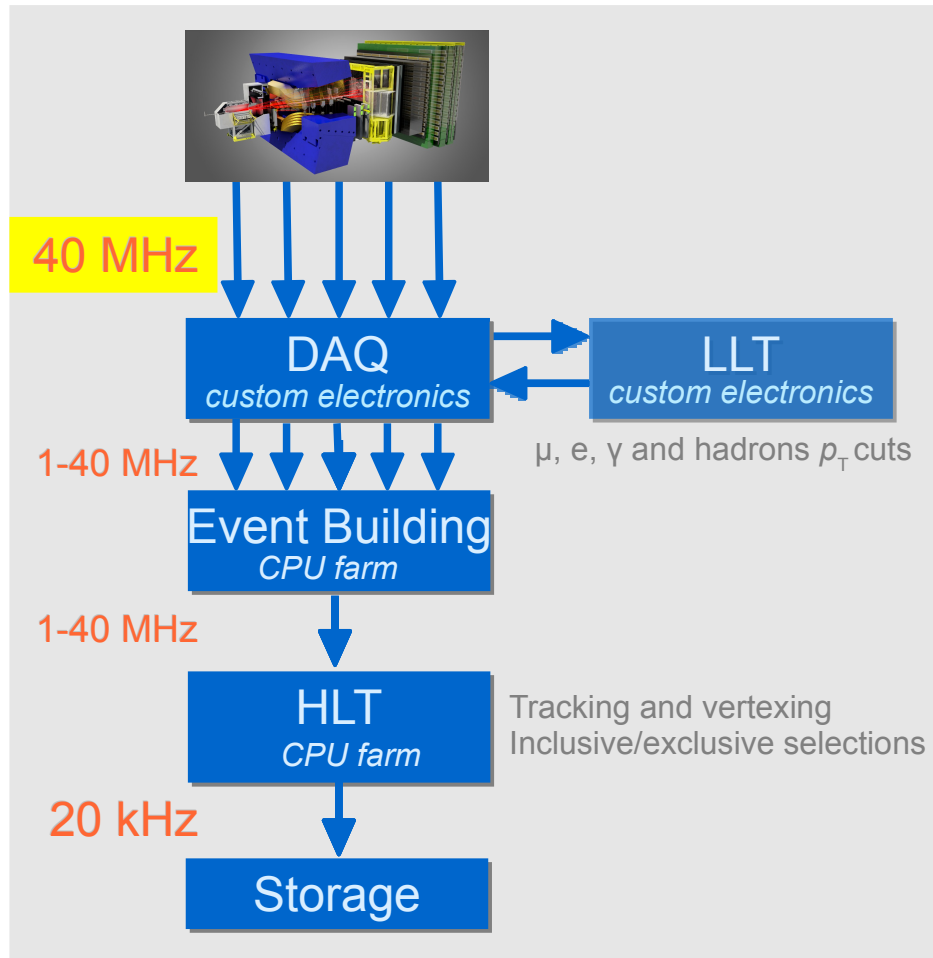 40 MHz
DAQ
custom electronics
LLT
custom electronics
μ, e, γ and hadrons pT cuts
1-40 MHz
Event Building
CPU farm
1-40 MHz
HLT
CPU farm
Tracking and vertexing
Inclusive/exclusive selections
20 kHz
Storage